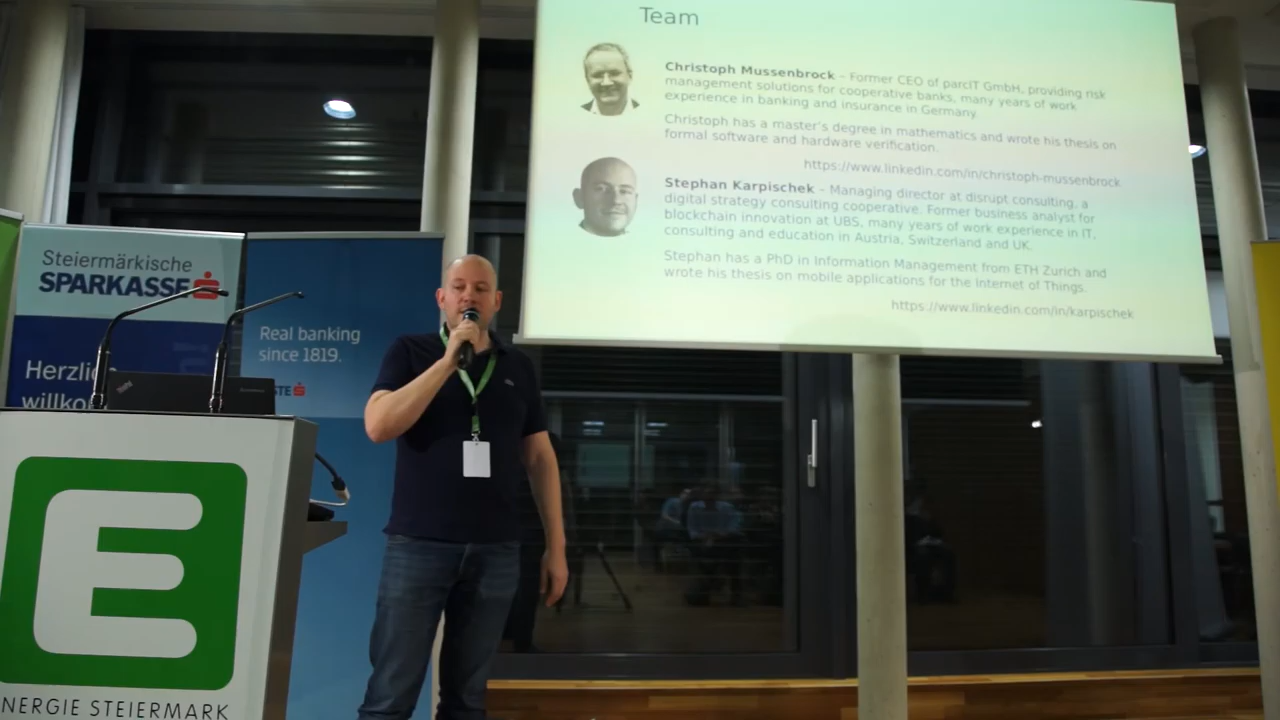 Team
Christoph Mussenbrock – Former CEO of parcIT GmbH, providing risk
management solutions for cooperative banks, many years of work
experience in banking and insurance in Germany.
Christoph has a master's degree in mathematics and wrote his thesis on
formal software and hardware verification.
https://www.linkedin.com/in/christoph-mussenbrock
Stephan Karpischek – Managing director at disrupt consulting, a
digital strategy consulting cooperative. Former business analyst for
blockchain innovation at UBS, many years of work experience in IT,
consulting and education in Austria, Switzerland and UK.
Stephan has a PhD in Information Management from ETH Zurich and
wrote his thesis on mobile applications for the Internet of Things.
https://www.linkedin.com/in/karpischek
Steiermärkische
SPARKASSE
Herzlic
willko
Real banking
since 1819.
STE
ThinkPad
E
NERGIE STEIERMARK